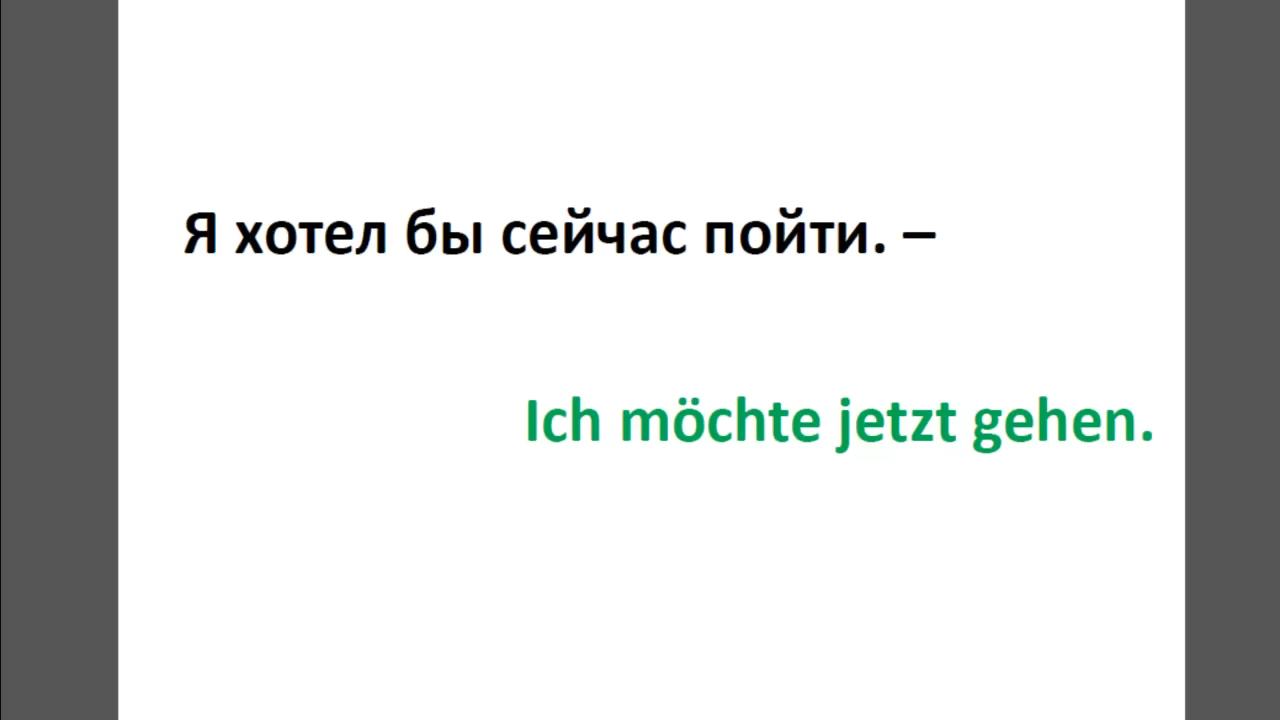 Я хотел бы сейчас пойти. –
Ich möchte jetzt gehen.